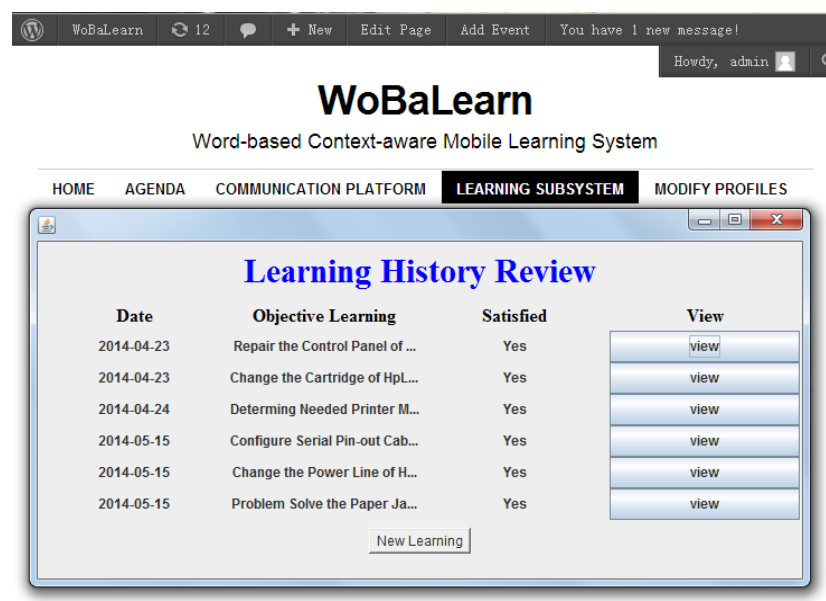 WoBaLearn 12 New Edit Page Add Event You have 1 new message!
Howdy, admin
WoBaLearn
Word-based Context-aware Mobile Learning System
HOME AGENDA COMMUNICATION PLATFORM LEARNING SUBSYSTEM MODIFY PROFILES
Learning History Review
Date Objective Learning Satisfied View
2014-04-23 Repair the Control Panel of ... Yes view
2014-04-23 Change the Cartridge of HpL... Yes view
2014-04-24 Determing Needed Printer M... Yes view
2014-05-15 Configure Serial Pin-out Cab... Yes view
2014-05-15 Change the Power Line of H... Yes view
2014-05-15 Problem Solve the Paper Ja... Yes view
New Learning